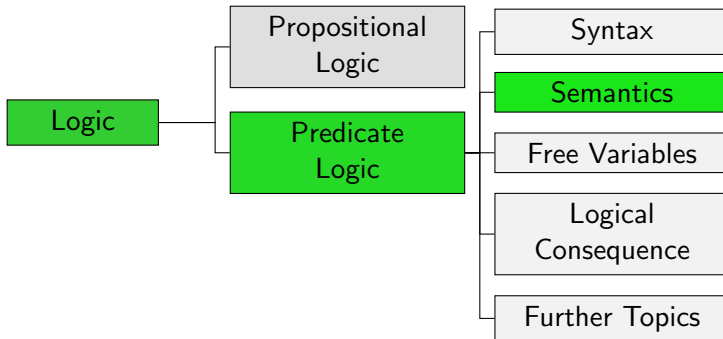 Logic
Propositional
Logic
Predicate
Logic
Syntax
Semantics
Free Variables
Logical
Consequence
Further Topics